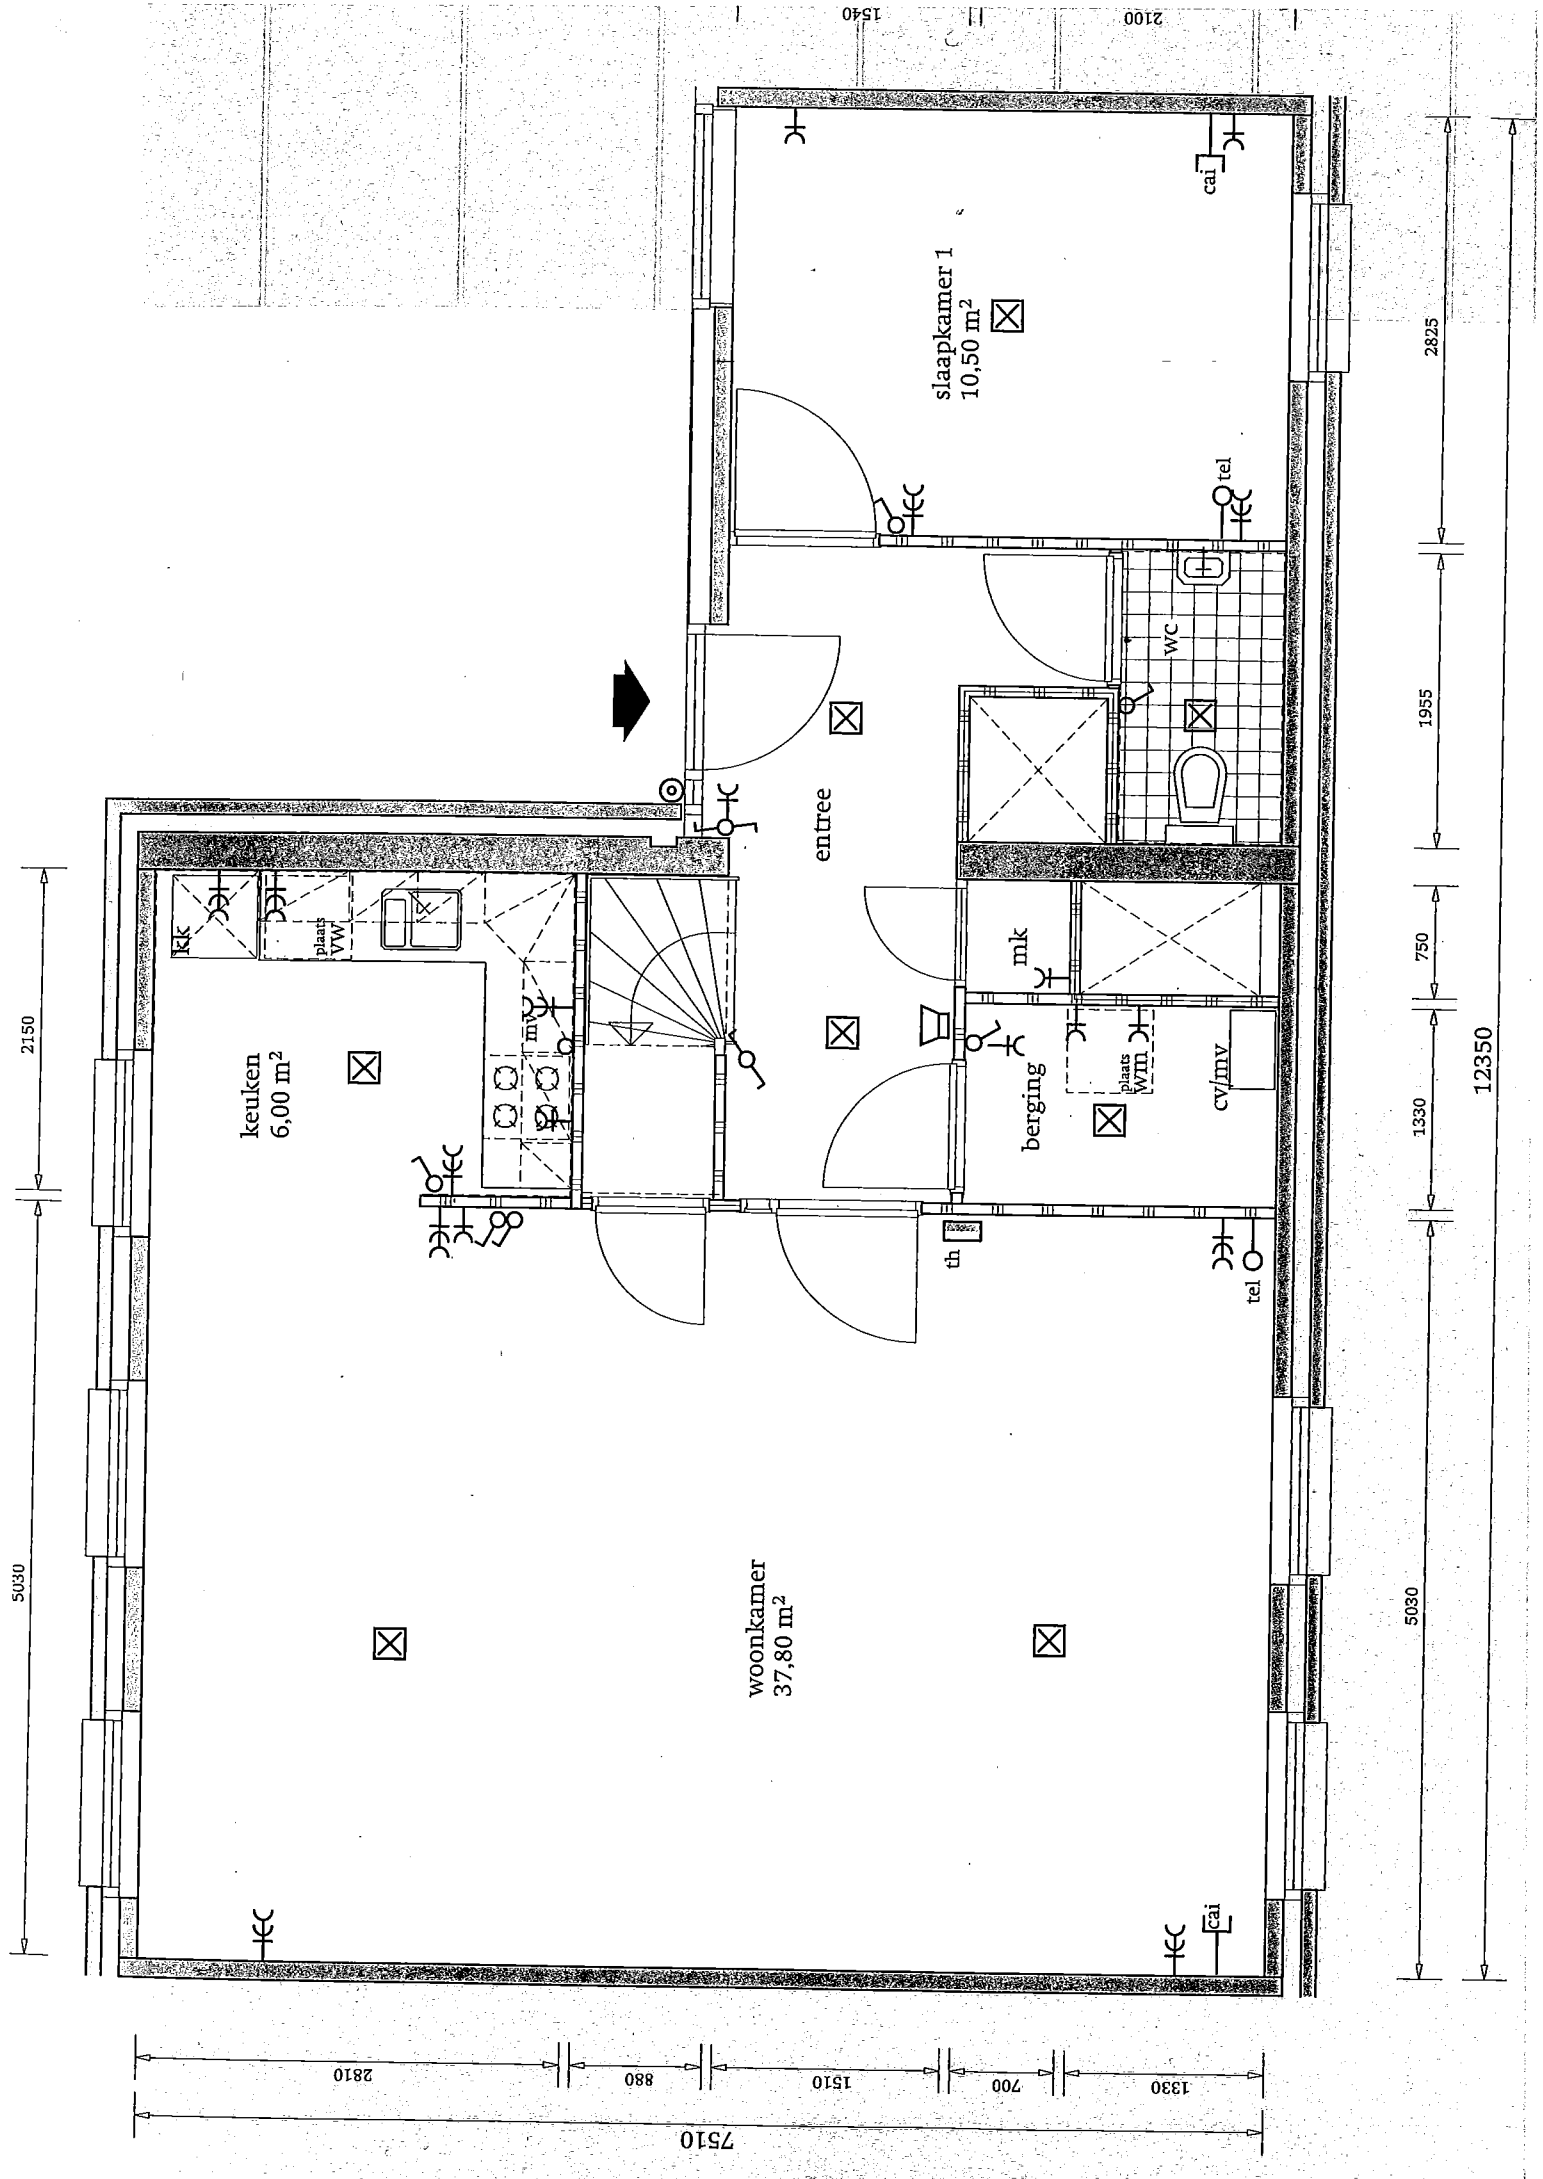 1540
2100
cai
slaapkamer 1
10,50 m²
2825
tel
wc
1955
entree
kk
plaats
vw
mk
750
mv
2150
keuken
6,00 m²
berging
plaats
wm
cv/mv
1330
12350
th
tel
5030
5030
woonkamer
37,80 m²
cai
2810
880
1510
700
1330
7510